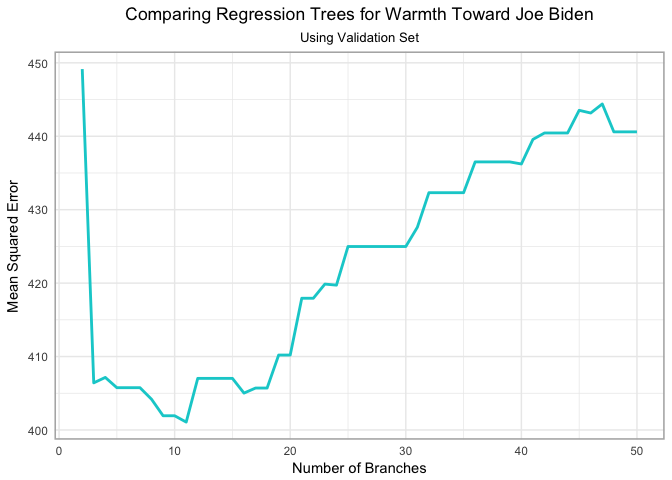 Comparing Regression Trees for Warmth Toward Joe Biden
Using Validation Set
Mean Squared Error
450
440
430
420
410
400
0 10 20 30 40 50
Number of Branches